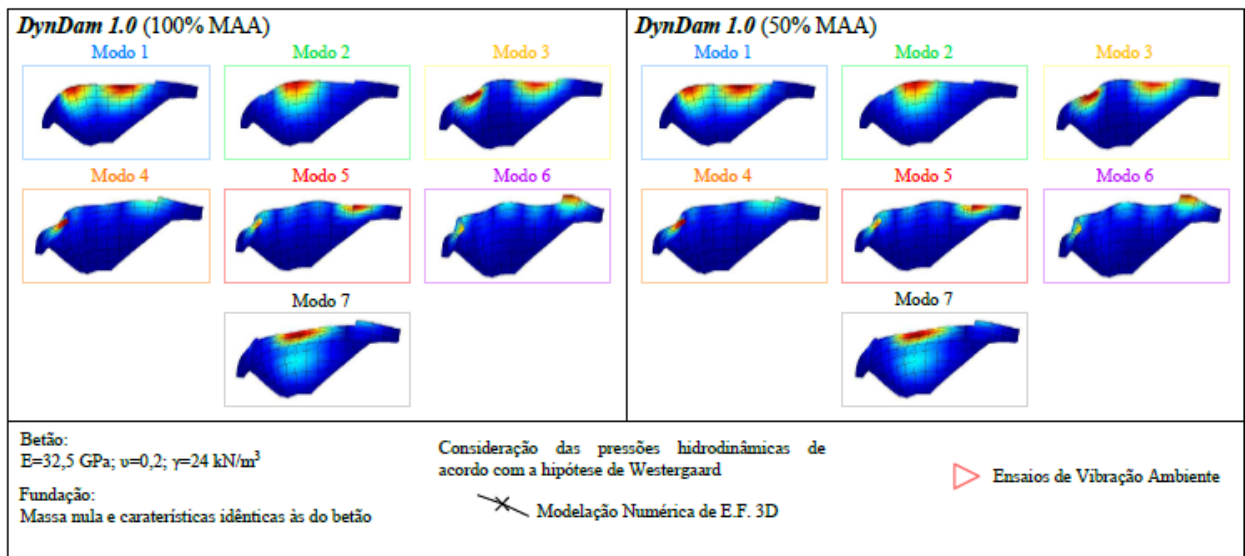 DynDam 1.0 (100% MAA)
Modo 1
Modo 2
Modo 3
Modo 4
Modo 5
Modo 6
Modo 7
DynDam 1.0 (50% MAA)
Modo 1
Modo 2
Modo 3
Modo 4
Modo 5
Modo 6
Modo 7
Betão:
E=32,5 GPa; υ=0,2; γ=24 kN/m³
Fundação:
Massa nula e caraterísticas idênticas às do betão
Consideração das pressões hidrodinâmicas de
acordo com a hipótese de Westergaard
Modelação Numérica de E.F. 3D
Ensaios de Vibração Ambiente